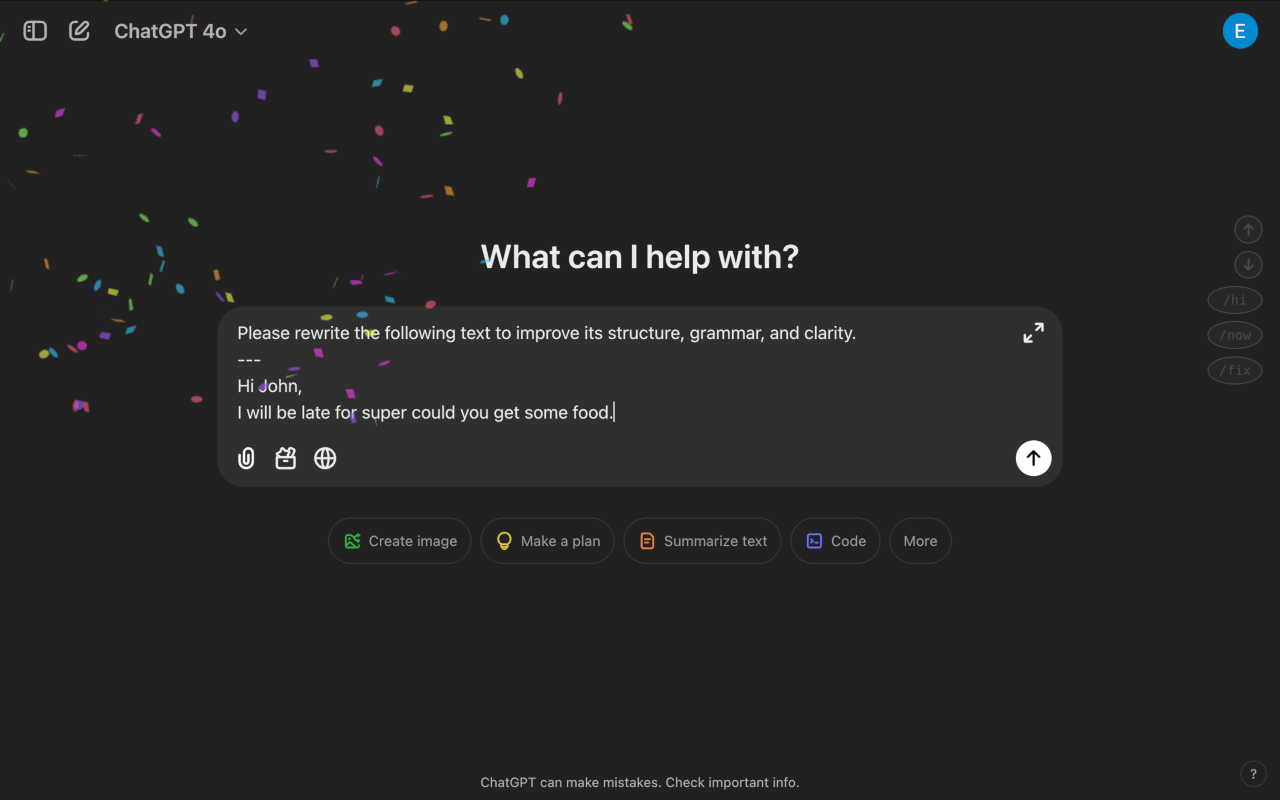 ChatGPT 4o
E
What can I help with?
Please rewrite the following text to improve its structure, grammar, and clarity.
---
Hi John,
I will be late for super could you get some food.
/hi
/now
/fix
Create image
Make a plan
Summarize text
Code
More
ChatGPT can make mistakes. Check important info.
?